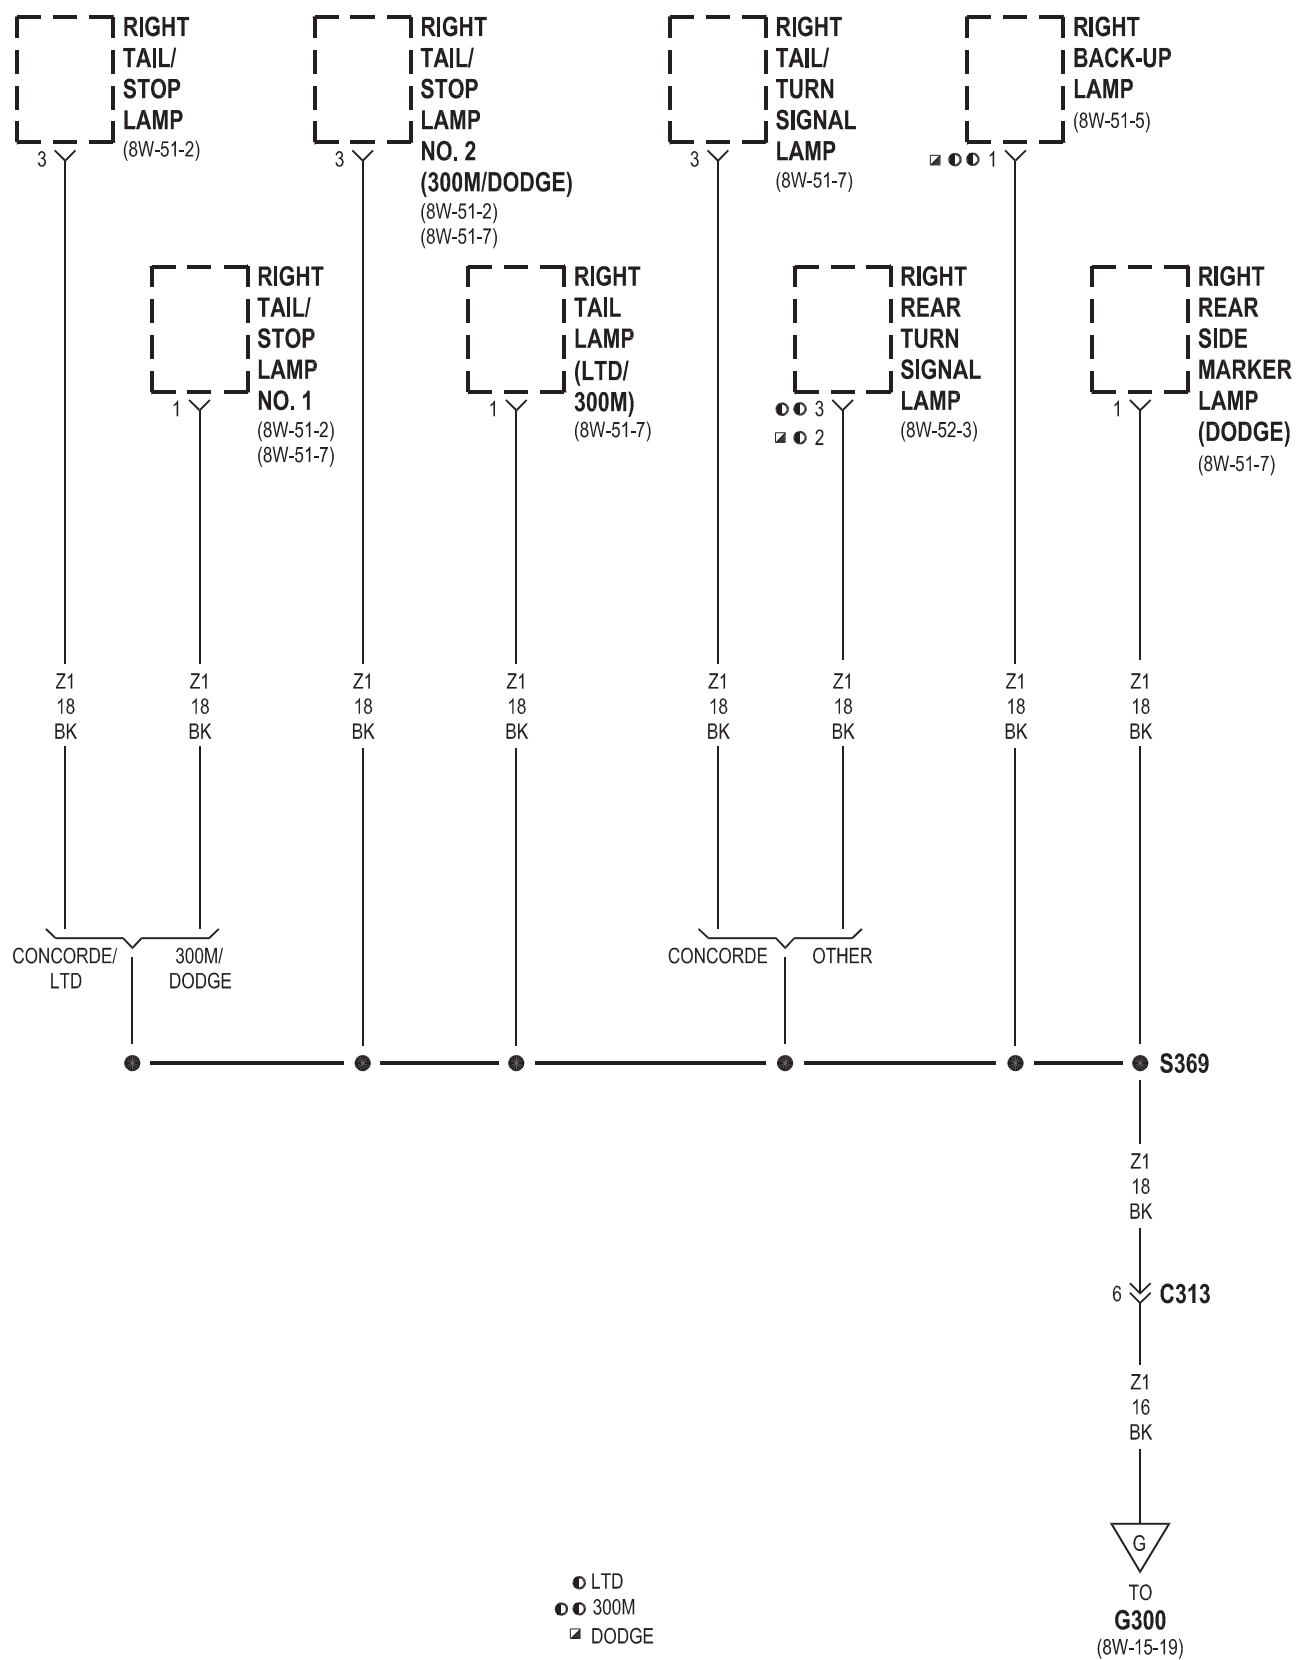 RIGHT
TAIL/
STOP
LAMP
(8W-51-2)
3
RIGHT
TAIL/
STOP
LAMP
NO. 2
(300M/DODGE)
(8W-51-2)
(8W-51-7)
3
RIGHT
TAIL/
TURN
SIGNAL
LAMP
(8W-51-7)
3
RIGHT
BACK-UP
LAMP
(8W-51-5)
1
RIGHT
TAIL/
STOP
LAMP
NO. 1
(8W-51-2)
(8W-51-7)
1
RIGHT
TAIL
LAMP
(LTD/
300M)
(8W-51-7)
1
RIGHT
REAR
TURN
SIGNAL
LAMP
(8W-52-3)
3
2
RIGHT
REAR
SIDE
MARKER
LAMP
(DODGE)
(8W-51-7)
1
Z1
18
BK
Z1
18
BK
Z1
18
BK
Z1
18
BK
Z1
18
BK
Z1
18
BK
Z1
18
BK
Z1
18
BK
CONCORDE/
LTD
300M/
DODGE
CONCORDE
OTHER
S369
Z1
18
BK
6
C313
Z1
16
BK
G
TO
G300
(8W-15-19)
LTD
300M
DODGE